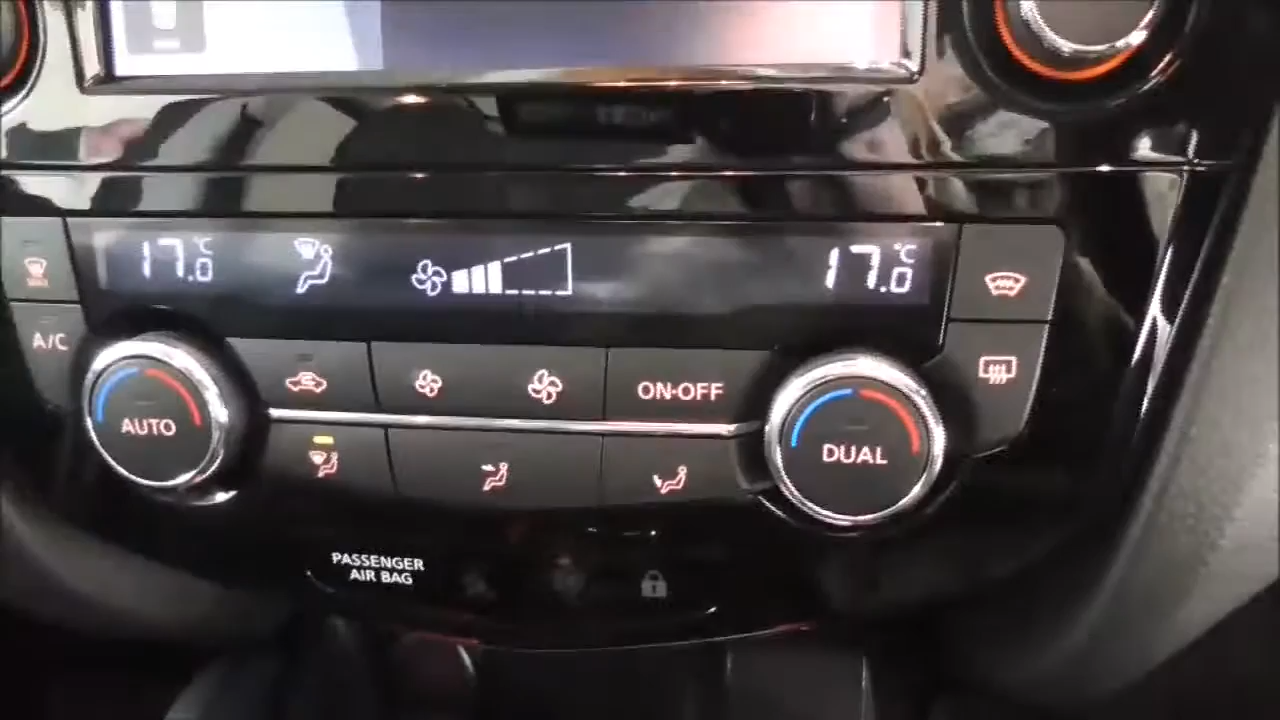 17.0°C
17.0°C
A/C
ON·OFF
AUTO
DUAL
PASSENGER
AIR BAG